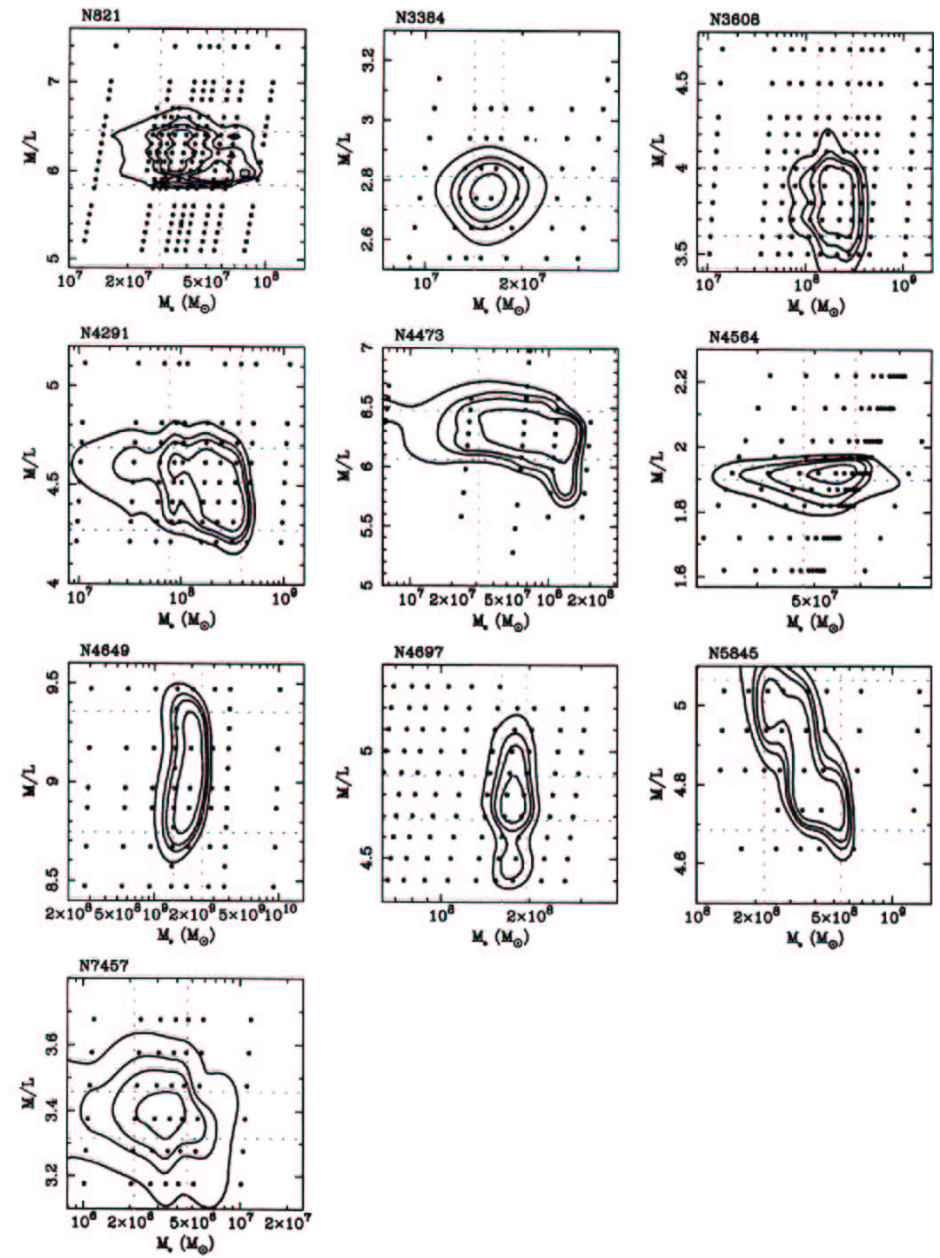 N821
7
6
5
M/L
10⁷ 2×10⁷ 5×10⁷ 10⁸
M• (M⊙)
N3384
3.2
3
2.8
2.6
M/L
10⁷ 2×10⁷
M• (M⊙)
N3608
4.5
4
3.5
M/L
10⁷ 10⁸ 10⁹
M• (M⊙)
N4291
5
4.5
4
M/L
10⁷ 10⁸ 10⁹
M• (M⊙)
N4473
7
6.5
6
5.5
5
M/L
10⁷ 2×10⁷ 5×10⁷ 10⁸ 2×10⁸
M• (M⊙)
N4564
2.2
2
1.8
1.6
M/L
5×10⁷
M• (M⊙)
N4649
9.5
9
8.5
M/L
2×10⁸ 5×10⁸ 10⁹ 2×10⁹ 5×10⁹ 10¹⁰
M• (M⊙)
N4697
5
4.5
M/L
10⁸ 2×10⁸
M• (M⊙)
N5845
5
4.8
4.6
M/L
10⁸ 2×10⁸ 5×10⁸ 10⁹
M• (M⊙)
N7457
3.6
3.4
3.2
M/L
10⁶ 2×10⁶ 5×10⁶ 10⁷ 2×10⁷
M• (M⊙)